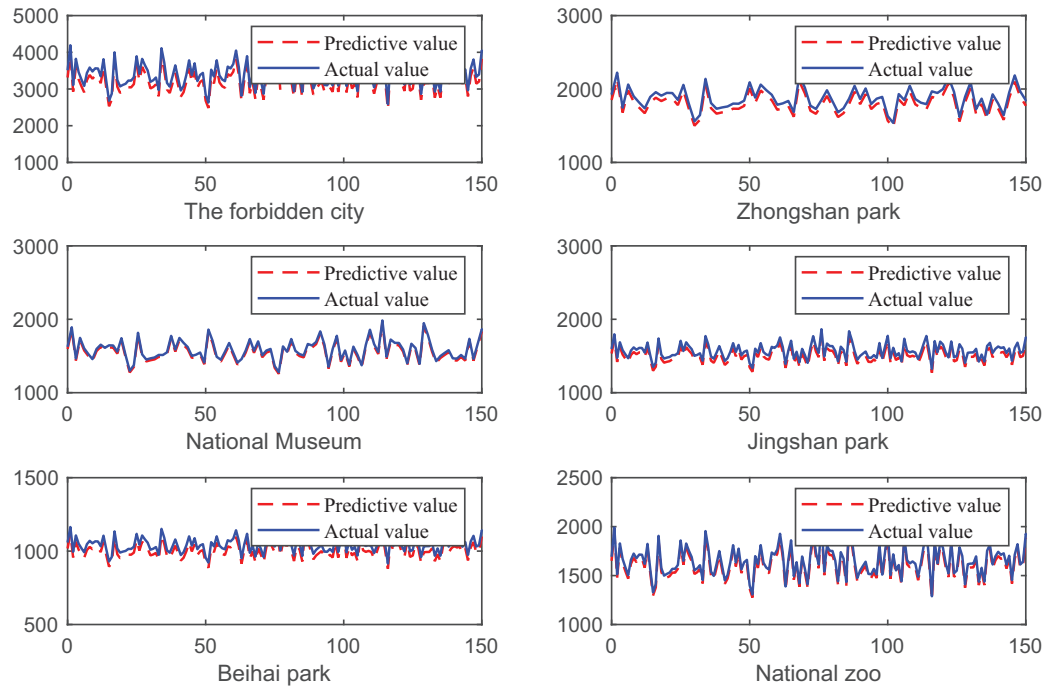 5000
4000
3000
2000
1000
0
50
100
150
Predictive value
Actual value
The forbidden city
3000
2000
1000
0
50
100
150
Predictive value
Actual value
Zhongshan park
3000
2000
1000
0
50
100
150
Predictive value
Actual value
National Museum
3000
2000
1000
0
50
100
150
Predictive value
Actual value
Jingshan park
1500
1000
500
0
50
100
150
Predictive value
Actual value
Beihai park
2500
2000
1500
1000
0
50
100
150
Predictive value
Actual value
National zoo